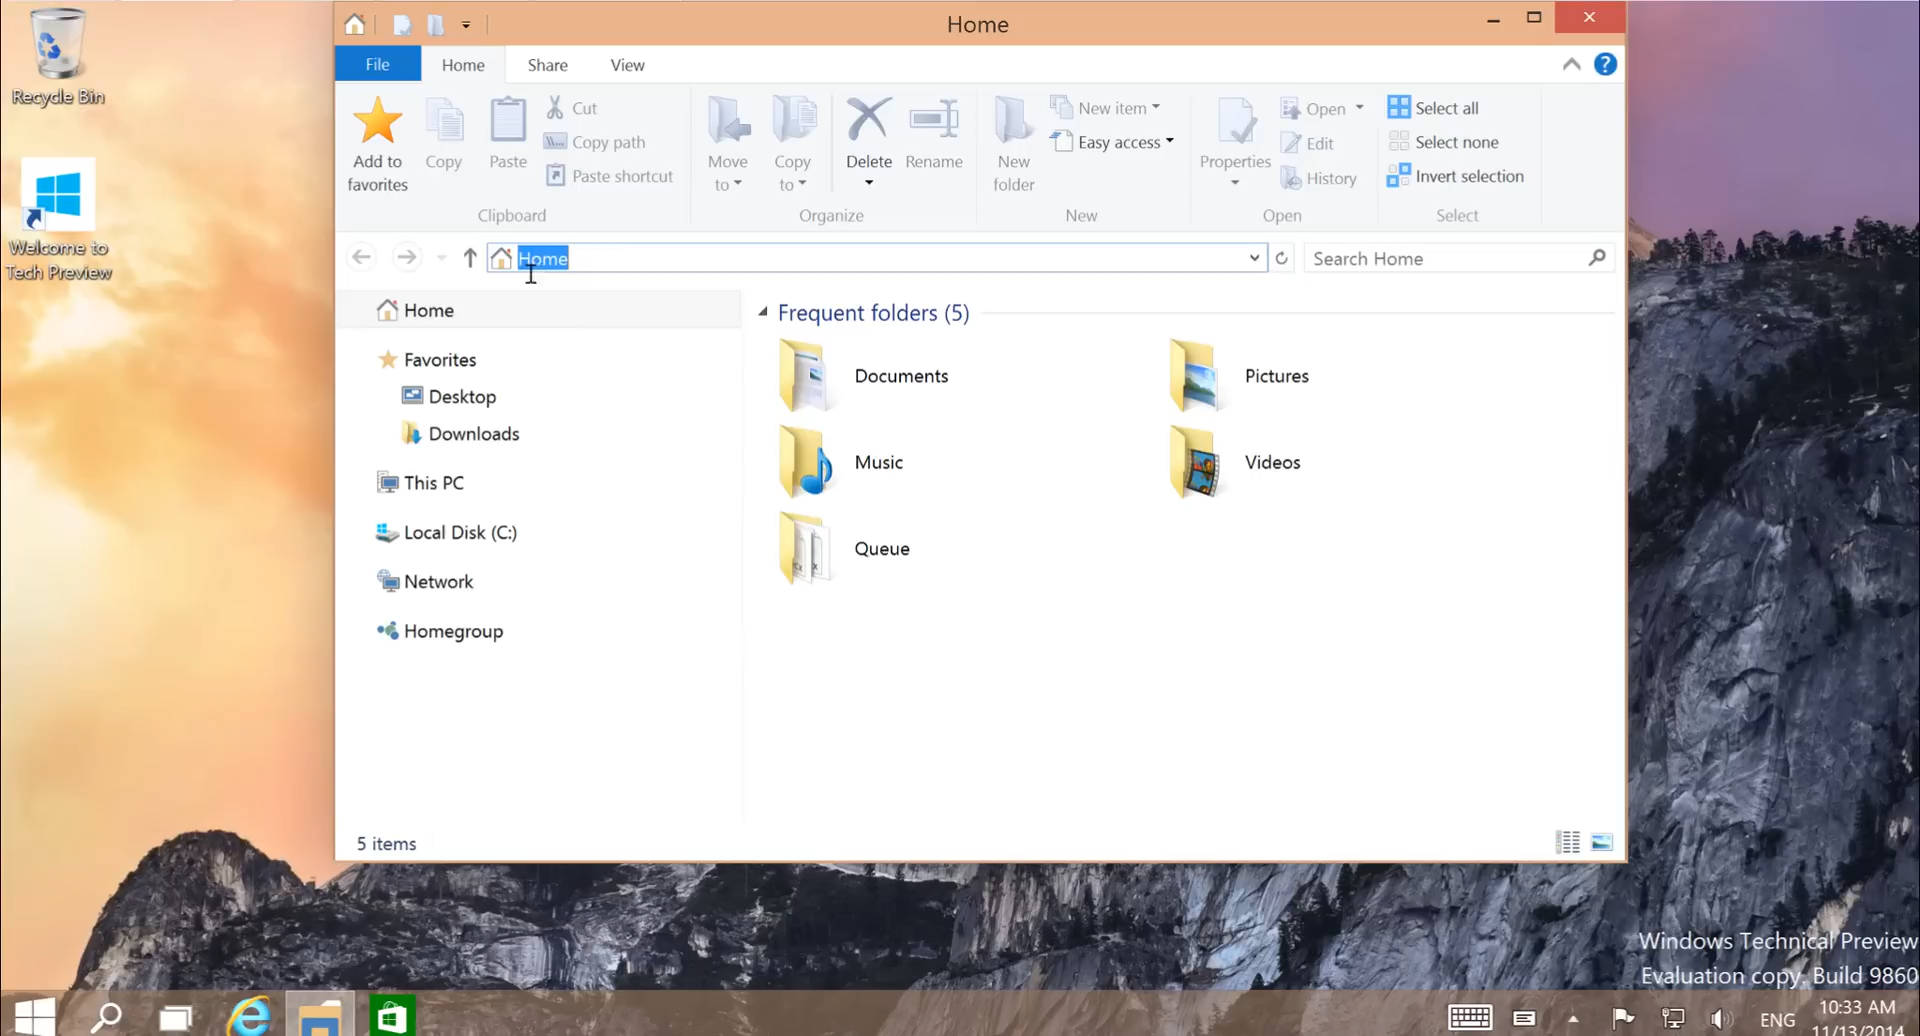 Recycle Bin
Welcome to
Tech Preview
Home
File
Home
Share
View
Add to
favorites
Copy
Paste
Cut
Copy path
Paste shortcut
Clipboard
Move
to
Copy
to
Delete
Rename
Organize
New
folder
New item
Easy access
New
Properties
Open
Edit
History
Open
Select all
Select none
Invert selection
Select
Home
Search Home
Home
Favorites
Desktop
Downloads
This PC
Local Disk (C:)
Network
Homegroup
Frequent folders (5)
Documents
Pictures
Music
Videos
Queue
5 items
Windows Technical Preview
Evaluation copy. Build 9860
ENG
10:33 AM
11/13/2014